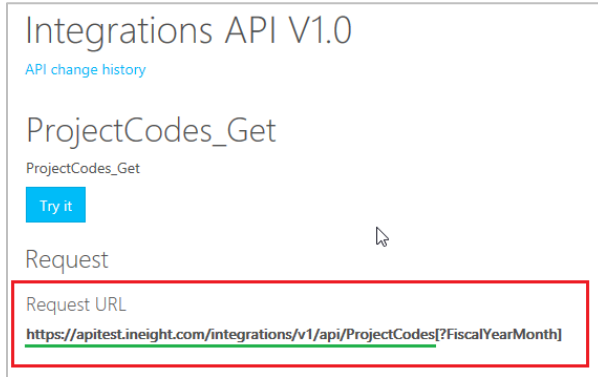 Integrations API V1.0
API change history
ProjectCodes_Get
ProjectCodes_Get
Try it
Request
Request URL
https://apitest.ineight.com/integrations/v1/api/ProjectCodes[?FiscalYearMonth]